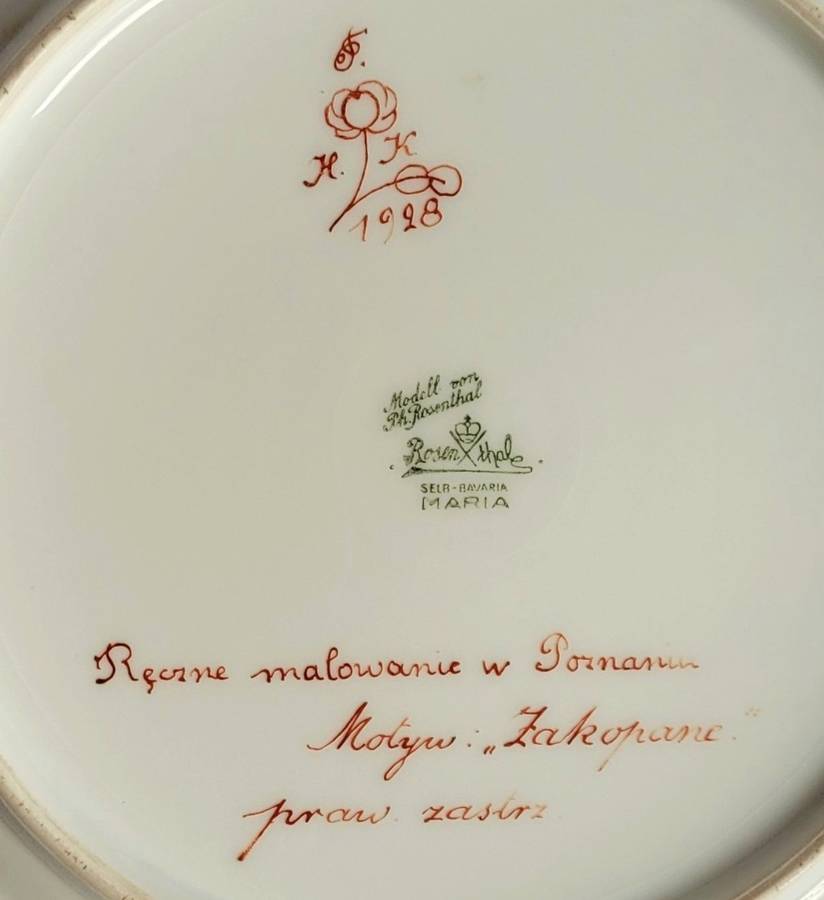 F.
H. K
1928
Modell von
Ph. Rosenthal
Rosenthal
SELB-BAVARIA
MARIA
Ręczne malowanie w Poznaniu
Motyw: „Zakopane."
praw. zastrz